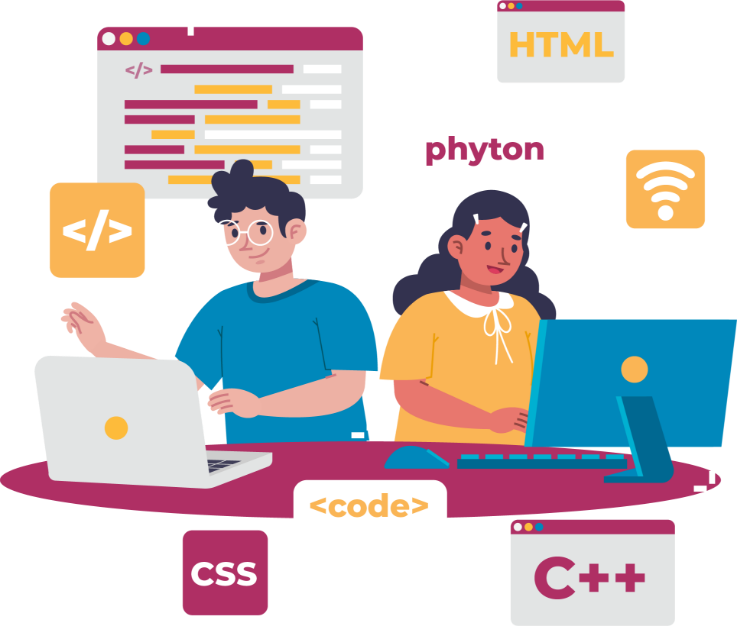 HTML
</>
phyton
</>
<code>
CSS
C++